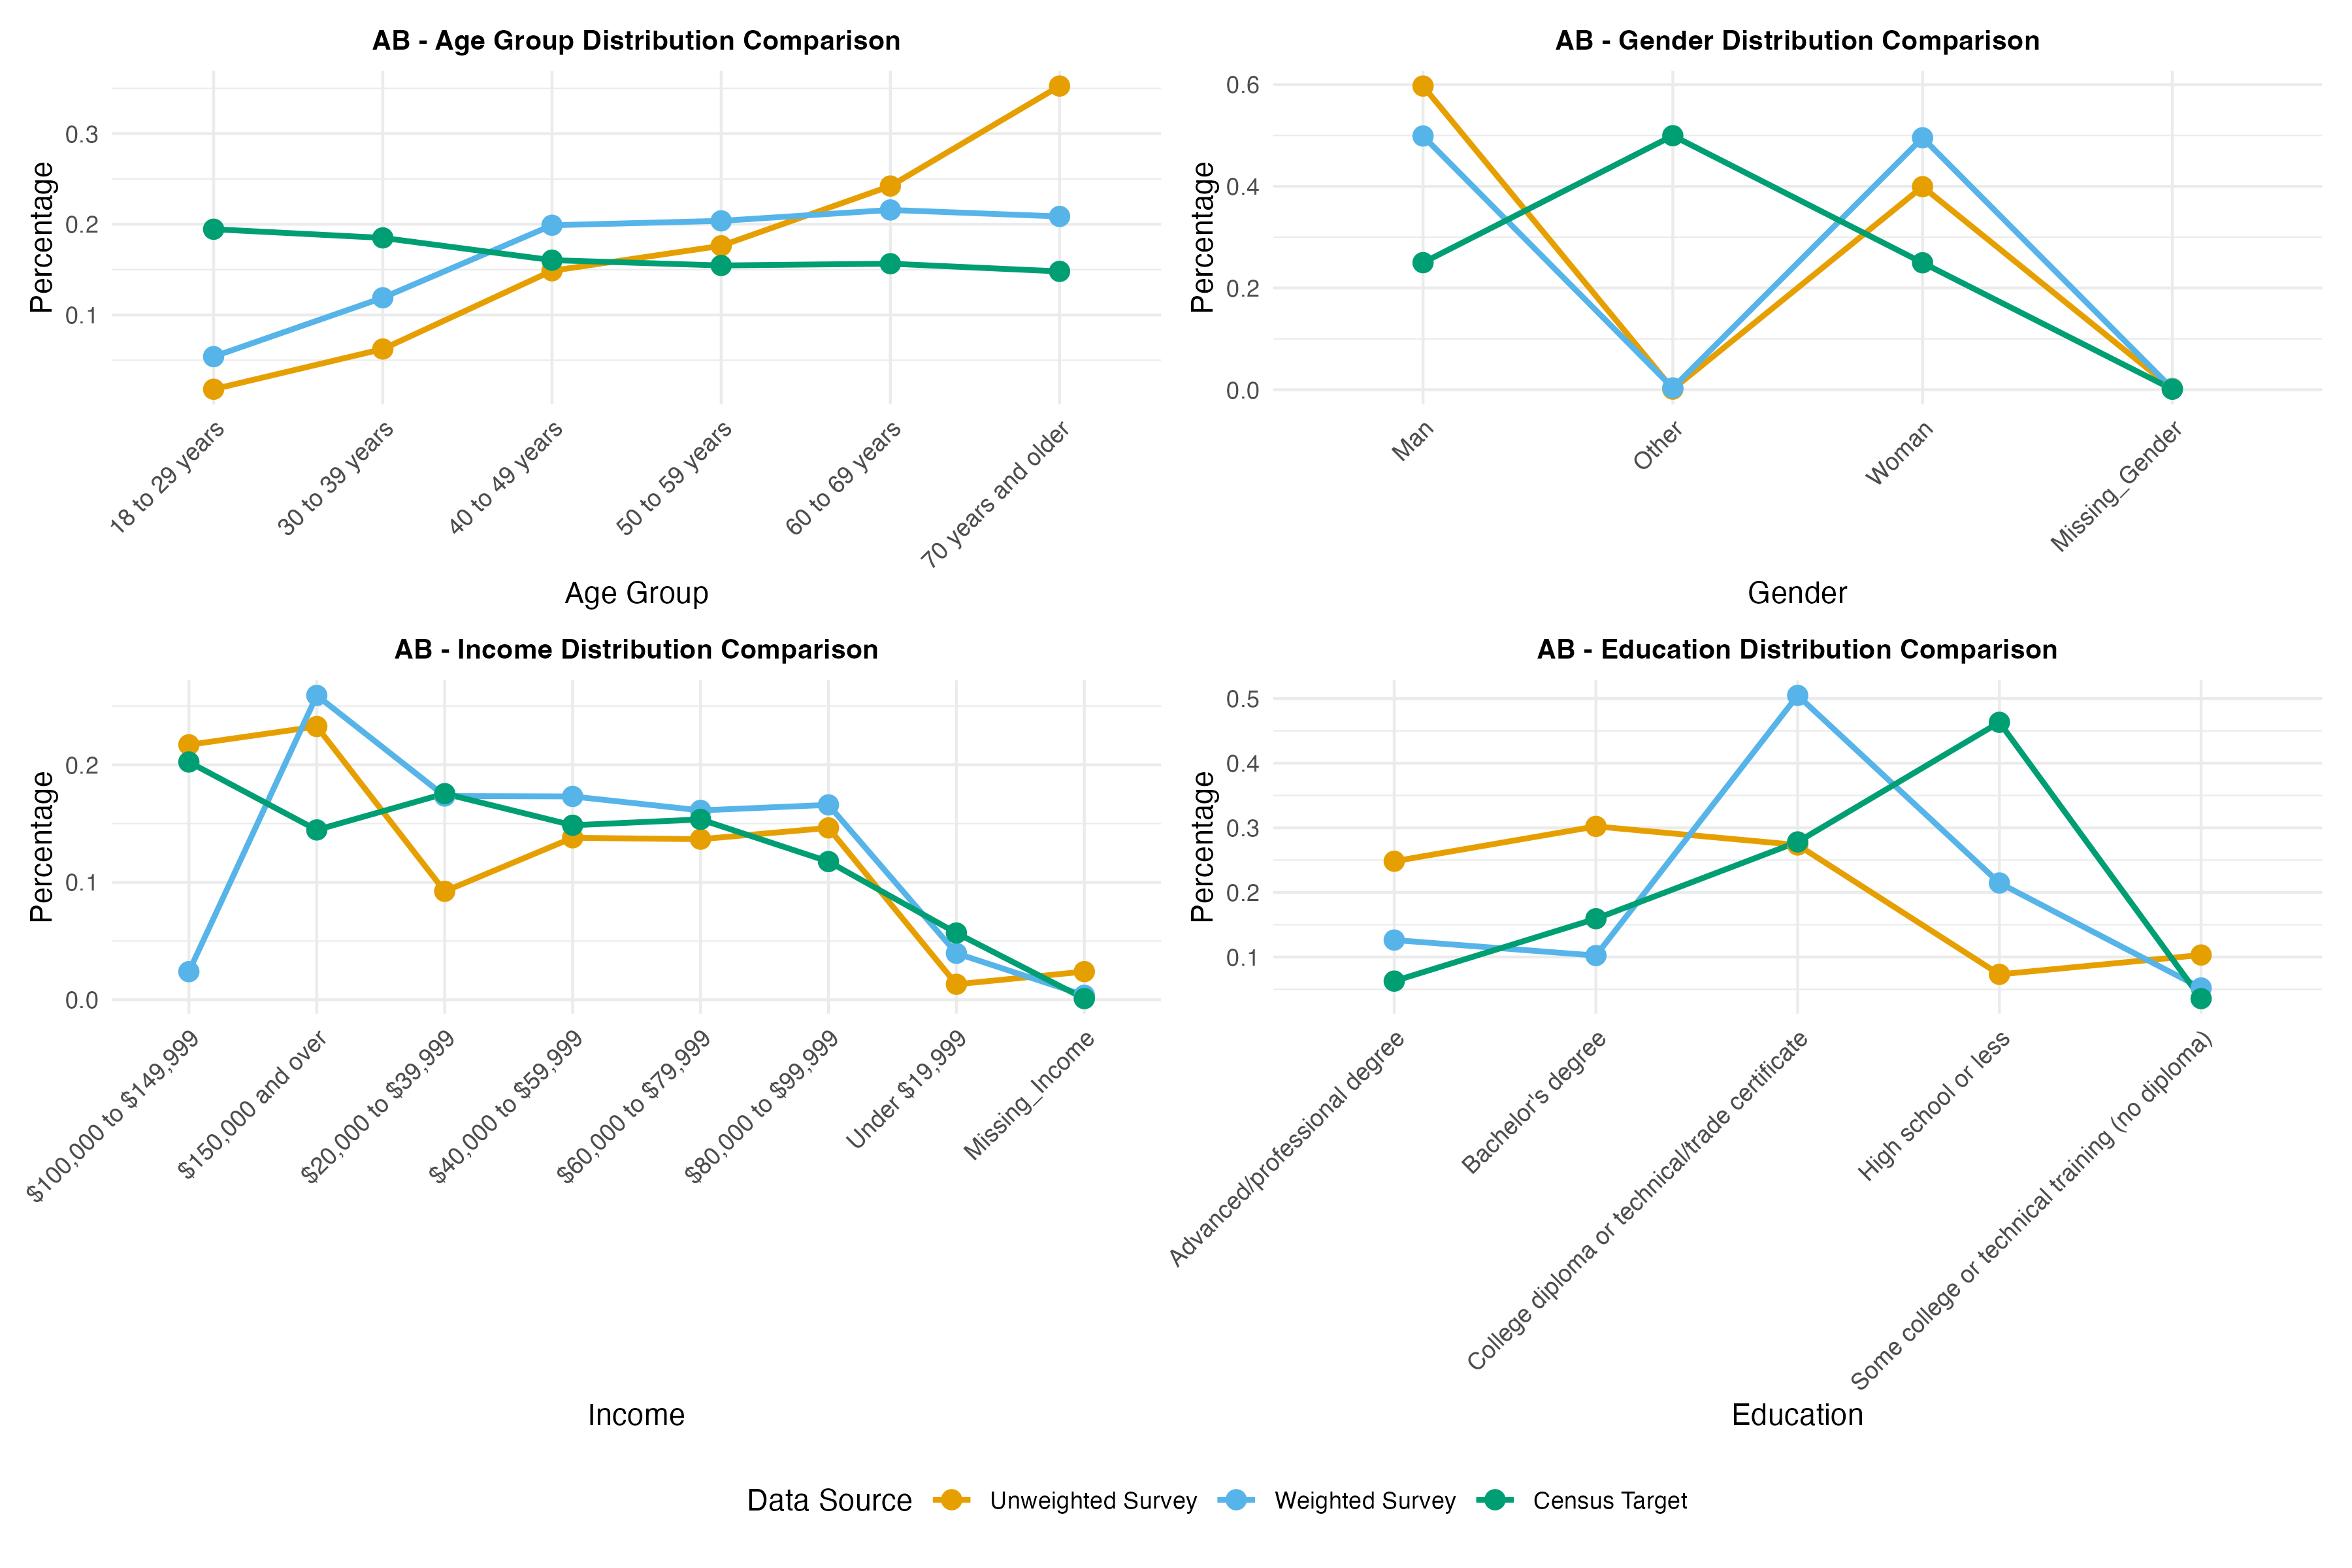 AB - Age Group Distribution Comparison
Percentage
0.3
0.2
0.1
18 to 29 years
30 to 39 years
40 to 49 years
50 to 59 years
60 to 69 years
70 years and older
Age Group
AB - Gender Distribution Comparison
Percentage
0.6
0.4
0.2
0.0
Man
Other
Woman
Missing_Gender
Gender
AB - Income Distribution Comparison
Percentage
0.2
0.1
0.0
$100,000 to $149,999
$150,000 and over
$20,000 to $39,999
$40,000 to $59,999
$60,000 to $79,999
$80,000 to $99,999
Under $19,999
Missing_Income
Income
AB - Education Distribution Comparison
Percentage
0.5
0.4
0.3
0.2
0.1
Advanced/professional degree
Bachelor's degree
College diploma or technical/trade certificate
High school or less
Some college or technical training (no diploma)
Education
Data Source
Unweighted Survey
Weighted Survey
Census Target